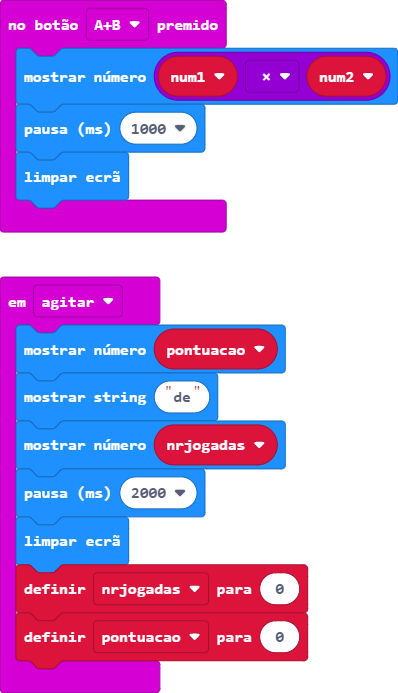 no botão A+B premido
mostrar número num1 × num2
pausa (ms) 1000
limpar ecrã
em agitar
mostrar número pontuacao
mostrar string "de"
mostrar número nrjogadas
pausa (ms) 2000
limpar ecrã
definir nrjogadas para 0
definir pontuacao para 0